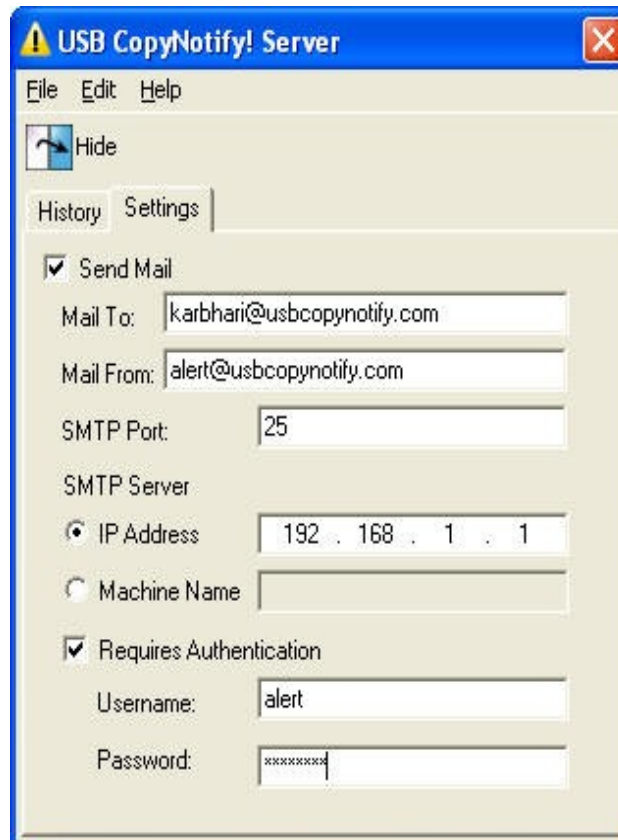 USB CopyNotify! Server
File Edit Help
Hide
History Settings
Send Mail
Mail To: karbhari@usbcopynotify.com
Mail From: alert@usbcopynotify.com
SMTP Port: 25
SMTP Server
IP Address 192 . 168 . 1 . 1
Machine Name
Requires Authentication
Username: alert
Password: ********